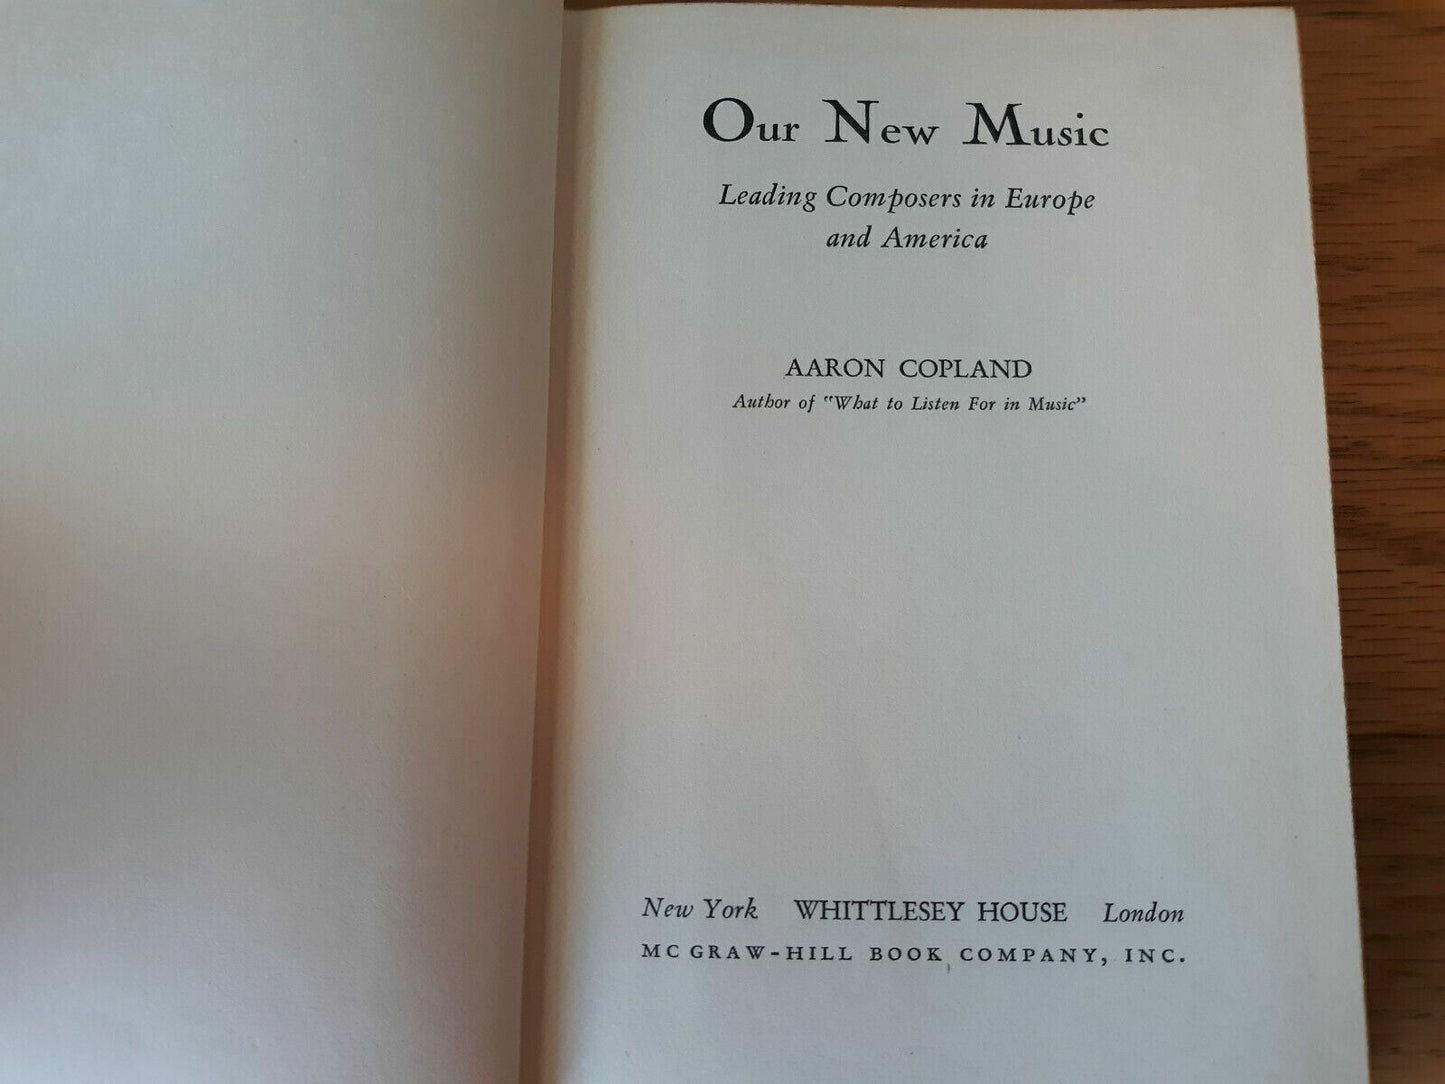 Our New Music
Leading Composers in Europe
and America
AARON COPLAND
Author of "What to Listen For in Music"
New York WHITTLESEY HOUSE London
MC GRAW-HILL BOOK COMPANY, INC.